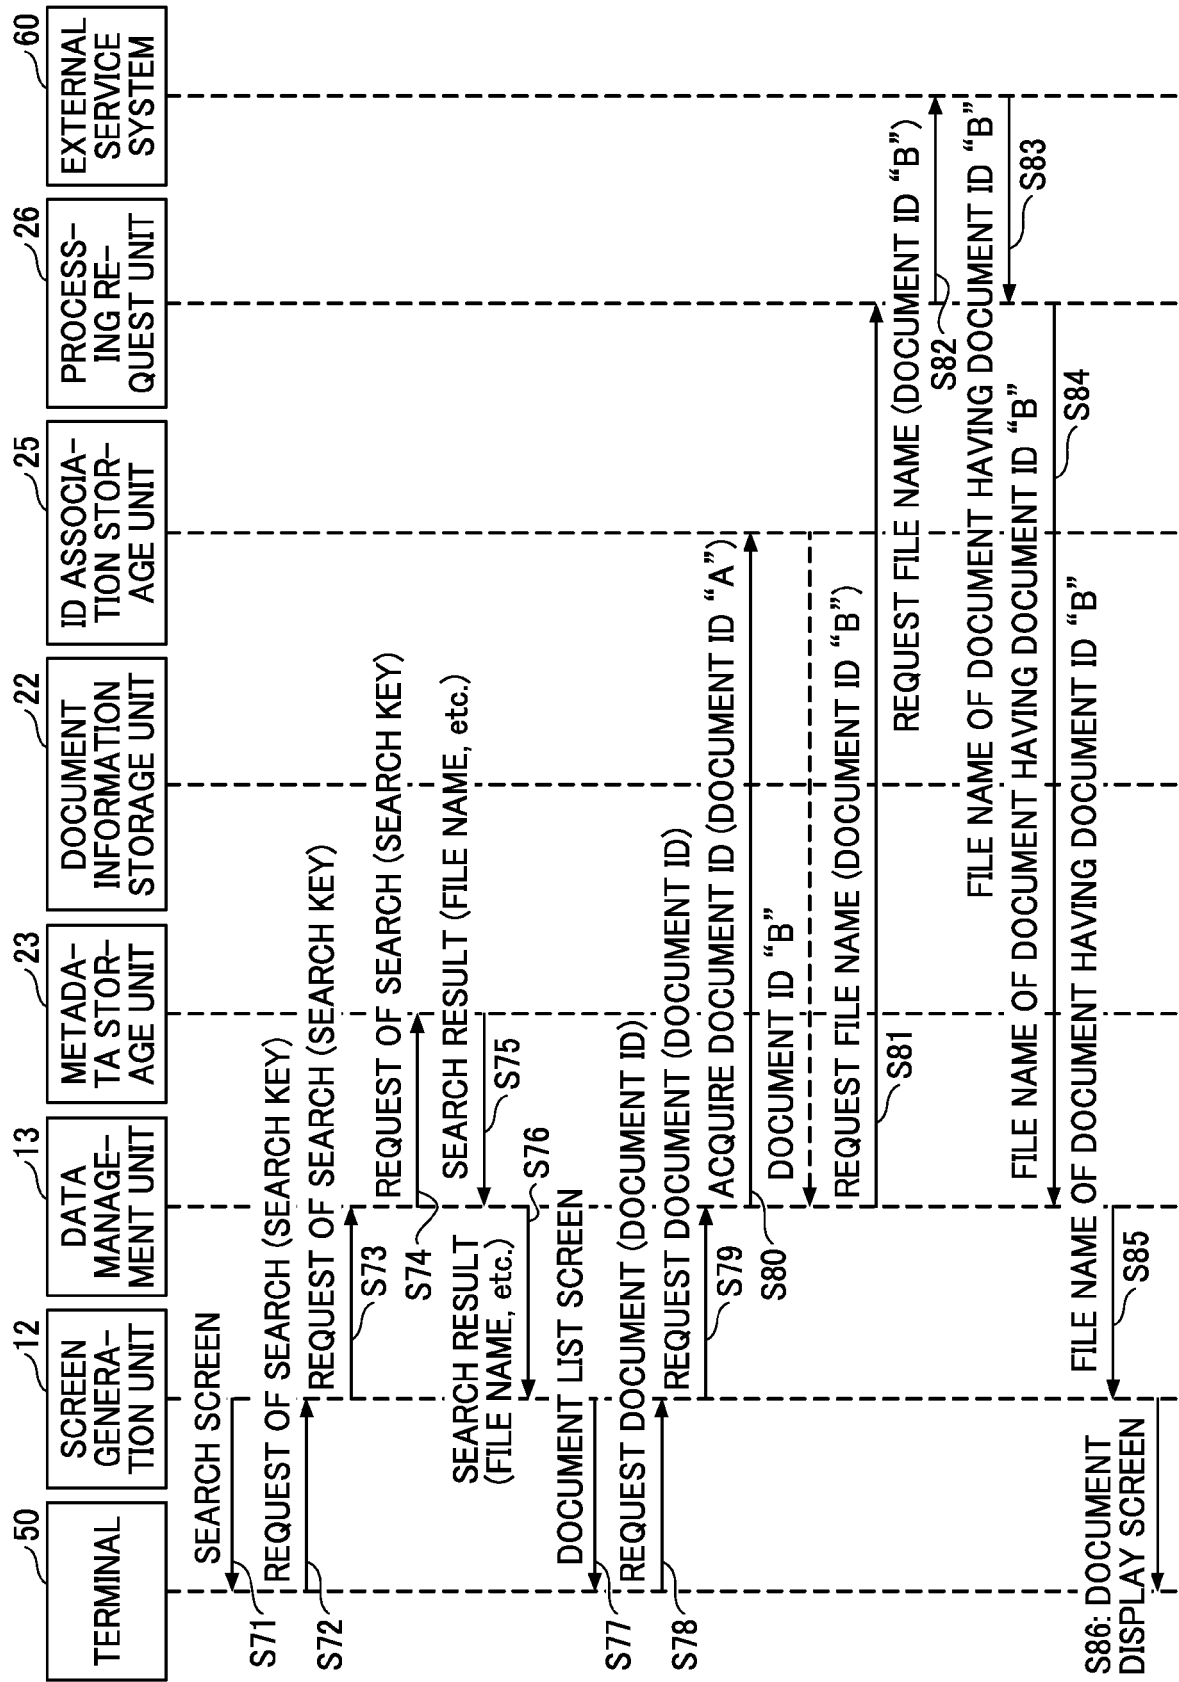 50
TERMINAL
12
SCREEN
GENERA-
TION UNIT
13
DATA
MANAGE-
MENT UNIT
23
METADA-
TA STOR-
AGE UNIT
22
DOCUMENT
INFORMATION
STORAGE UNIT
25
ID ASSOCIA-
TION STOR-
AGE UNIT
26
PROCESS-
ING RE-
QUEST UNIT
60
EXTERNAL
SERVICE
SYSTEM
SEARCH SCREEN
S71
REQUEST OF SEARCH (SEARCH KEY)
S72
REQUEST OF SEARCH (SEARCH KEY)
S73
REQUEST OF SEARCH (SEARCH KEY)
S74
SEARCH RESULT (FILE NAME, etc.)
S75
SEARCH RESULT
(FILE NAME, etc.)
S76
DOCUMENT LIST SCREEN
S77
REQUEST DOCUMENT (DOCUMENT ID)
S78
REQUEST DOCUMENT (DOCUMENT ID)
S79
ACQUIRE DOCUMENT ID (DOCUMENT ID “A”)
S80
DOCUMENT ID “B”
REQUEST FILE NAME (DOCUMENT ID “B”)
S81
REQUEST FILE NAME (DOCUMENT ID “B”)
S82
FILE NAME OF DOCUMENT HAVING DOCUMENT ID “B”
S83
FILE NAME OF DOCUMENT HAVING DOCUMENT ID “B”
S84
FILE NAME OF DOCUMENT HAVING DOCUMENT ID “B”
S85
S86: DOCUMENT
DISPLAY SCREEN